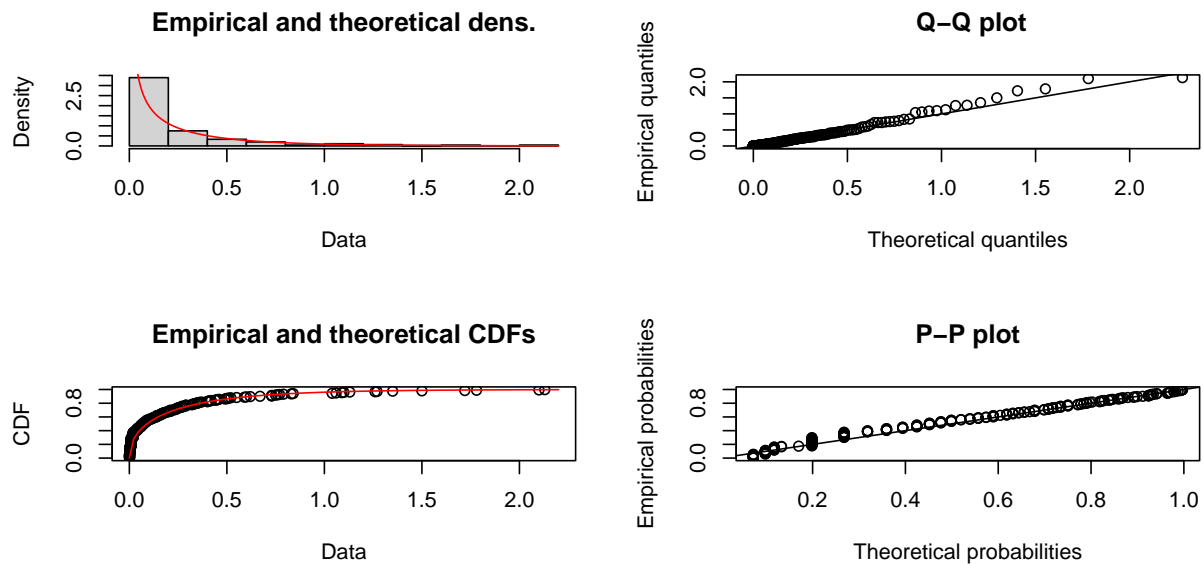 Empirical and theoretical dens.
Density
0.0 2.5
0.0 0.5 1.0 1.5 2.0
Data
Q−Q plot
Empirical quantiles
0.0 2.0
0.0 0.5 1.0 1.5 2.0
Theoretical quantiles
Empirical and theoretical CDFs
CDF
0.0 0.8
0.0 0.5 1.0 1.5 2.0
Data
P−P plot
Empirical probabilities
0.0 0.8
0.2 0.4 0.6 0.8 1.0
Theoretical probabilities